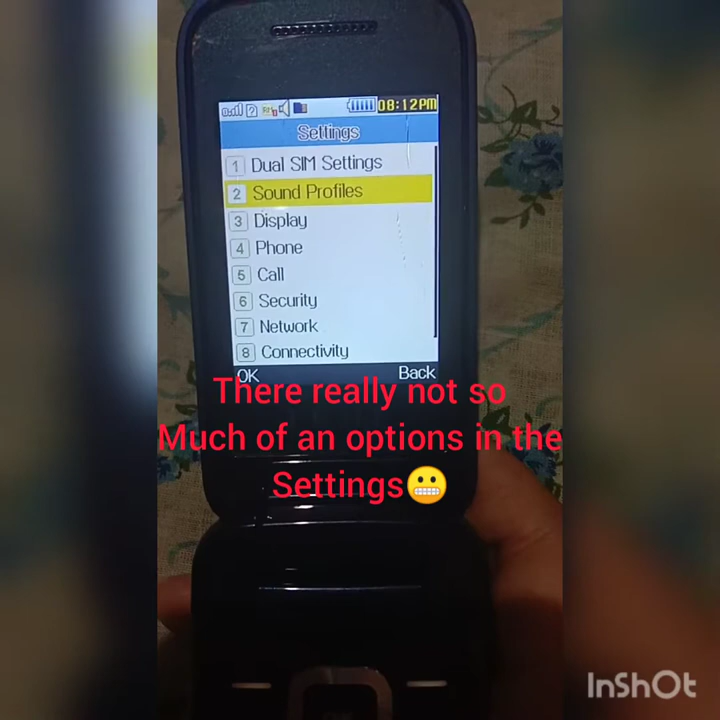 08:12PM
Settings
1 Dual SIM Settings
2 Sound Profiles
3 Display
4 Phone
5 Call
6 Security
7 Network
8 Connectivity
OK Back
There really not so
Much of an options in the
Settings😬
InShOt